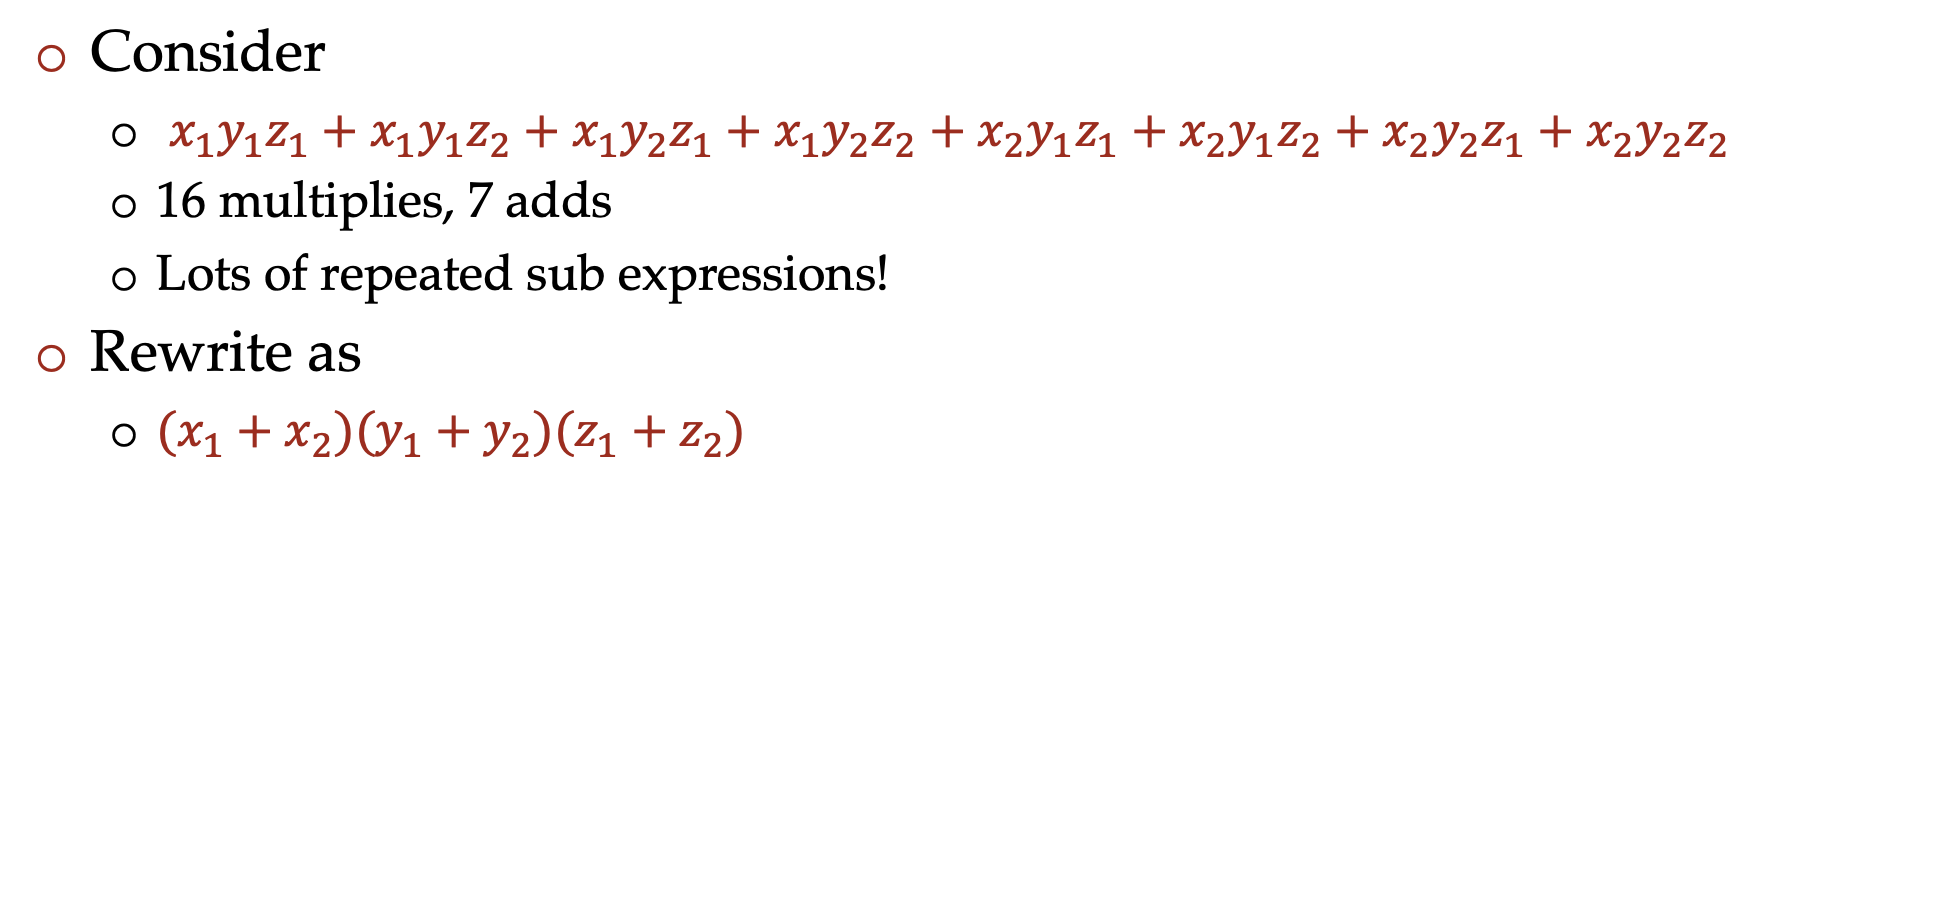 Consider
x₁y₁z₁ + x₁y₁z₂ + x₁y₂z₁ + x₁y₂z₂ + x₂y₁z₁ + x₂y₁z₂ + x₂y₂z₁ + x₂y₂z₂
16 multiplies, 7 adds
Lots of repeated sub expressions!
Rewrite as
(x₁ + x₂)(y₁ + y₂)(z₁ + z₂)